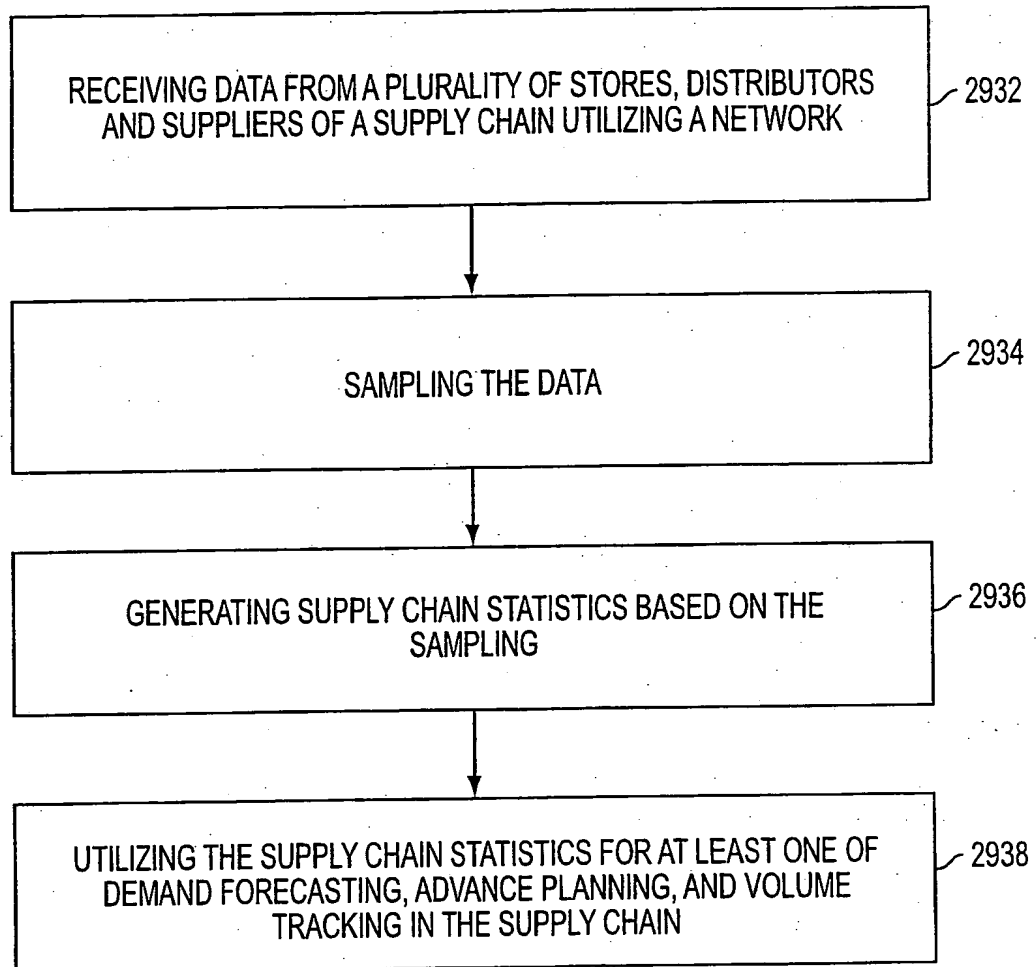 RECEIVING DATA FROM A PLURALITY OF STORES, DISTRIBUTORS
AND SUPPLIERS OF A SUPPLY CHAIN UTILIZING A NETWORK
2932
SAMPLING THE DATA
2934
GENERATING SUPPLY CHAIN STATISTICS BASED ON THE
SAMPLING
2936
UTILIZING THE SUPPLY CHAIN STATISTICS FOR AT LEAST ONE OF
DEMAND FORECASTING, ADVANCE PLANNING, AND VOLUME
TRACKING IN THE SUPPLY CHAIN
2938